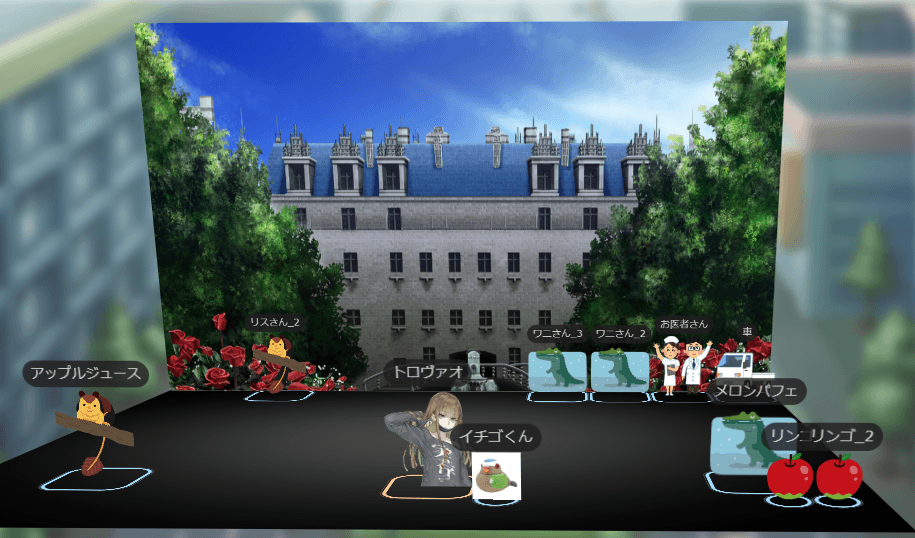 リスさん_2
ワニさん_3
ワニさん_2
お医者さん
車
アップルジュース
トロヴァオ
メロンパフェ
イチゴくん
リンゴ
リンゴ_2